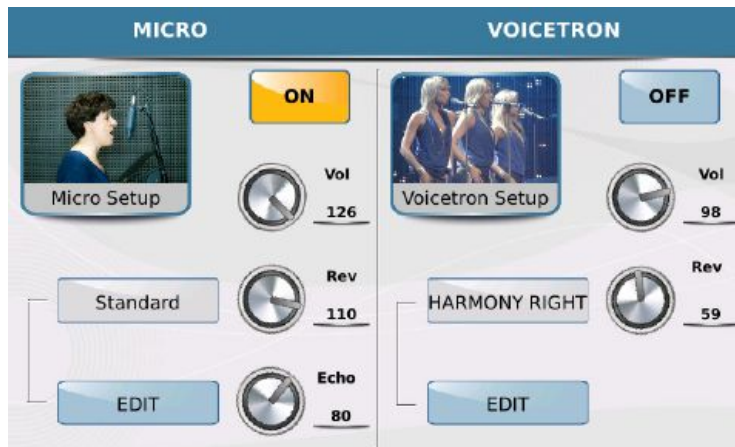 MICRO
VOICETRON
ON
Micro Setup
Vol
126
Standard
Rev
110
EDIT
Echo
80
OFF
Voicetron Setup
Vol
98
HARMONY RIGHT
Rev
59
EDIT